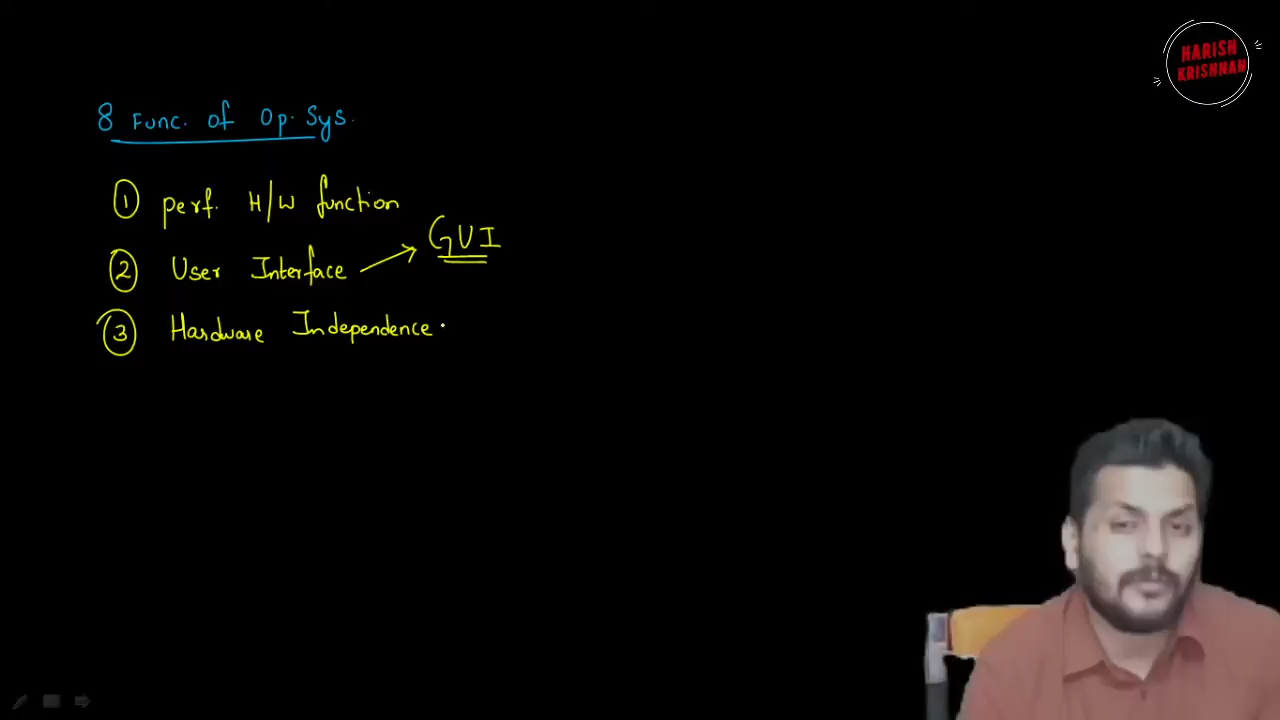 HARISH
KRISHNAN
8 Func. of Op. Sys.
① perf. H/W function
② User Interface → GUI
③ Hardware Independence